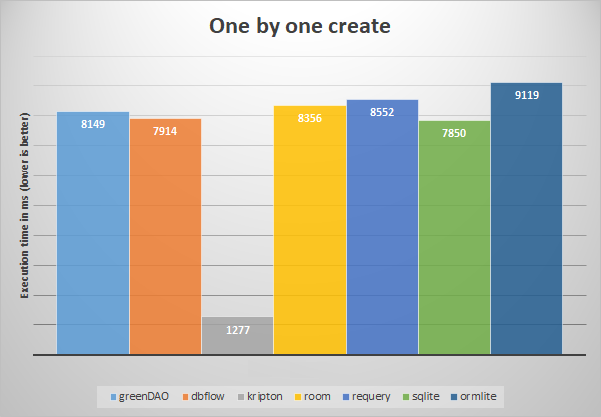 One by one create
Execution time in ms (lower is better)
8149
7914
1277
8356
8552
7850
9119
greenDAO dbflow kripton room requery sqlite ormlite